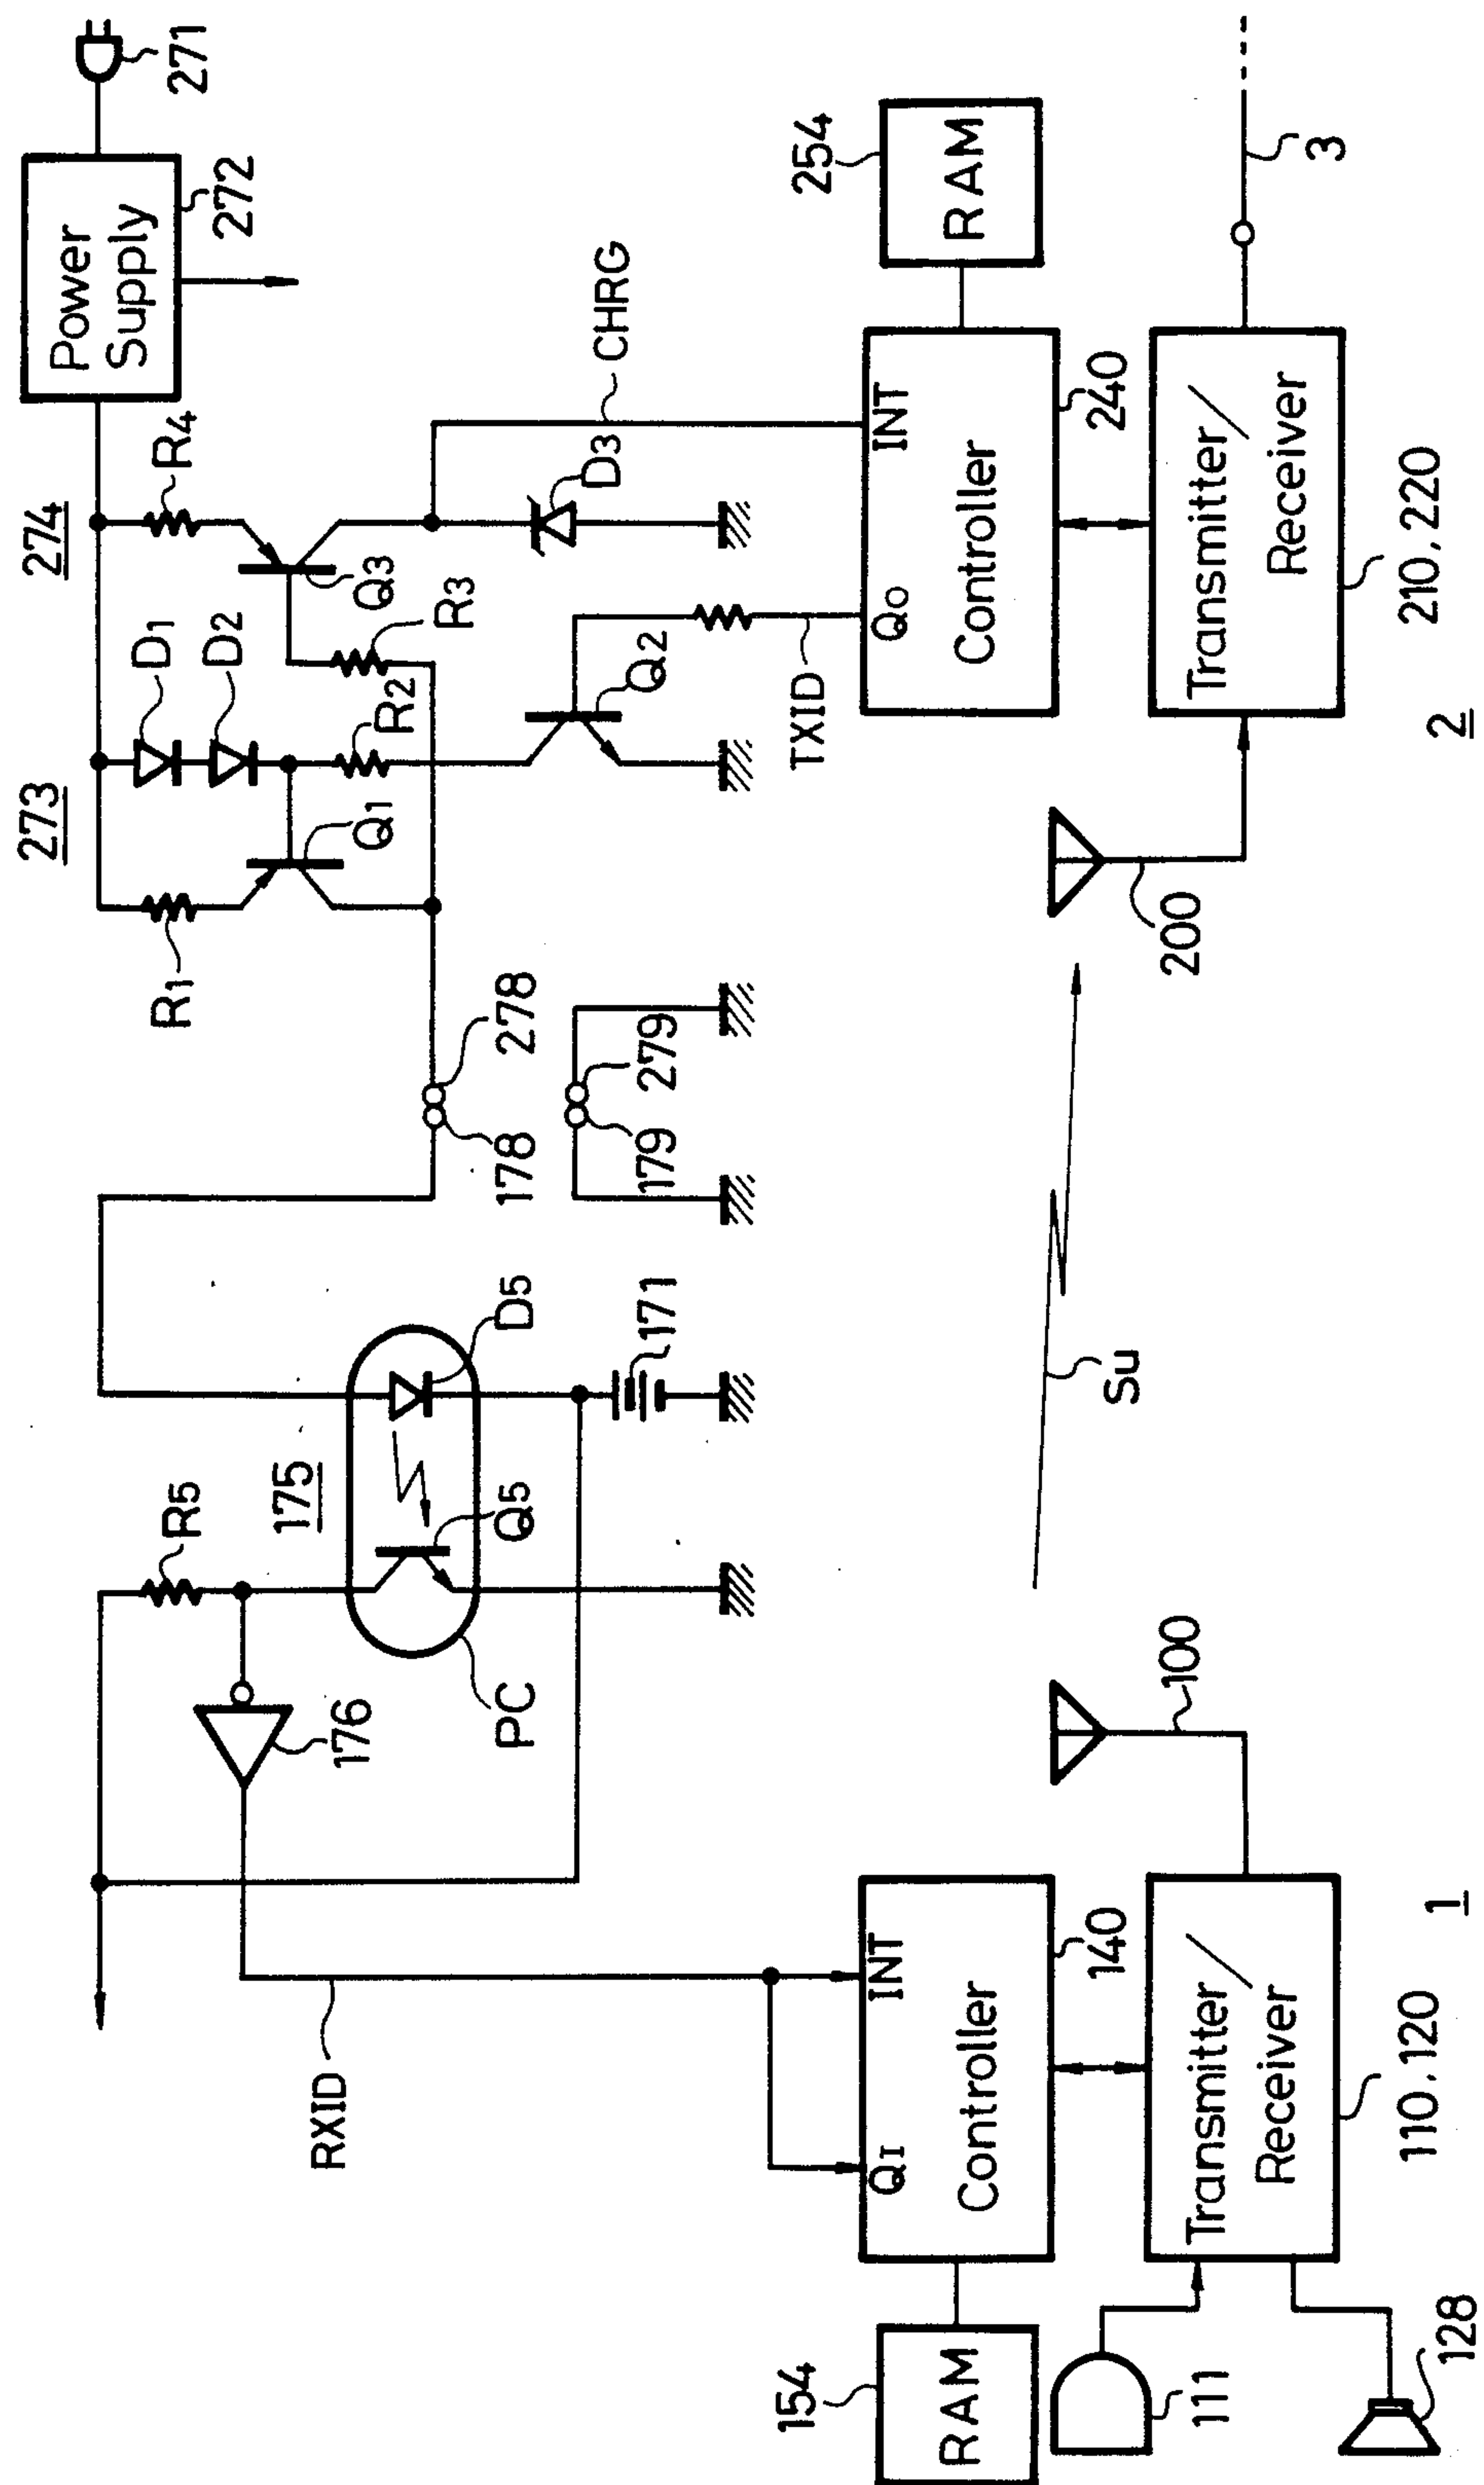 271
Power
Supply
272
274
R4
273
D1
D2
Q3
R3
R1
Q1
R2
Q2
D3
CHRG
TXID
278
178
279
179
254
RAM
INT
QO
Controller
240
Transmitter/
Receiver
210,220
3
2
200
R5
175
D5
Q5
171
PC
176
Su
RXID
100
INT
QI
Controller
140
154
RAM
Transmitter/
Receiver
110,120
1
111
128